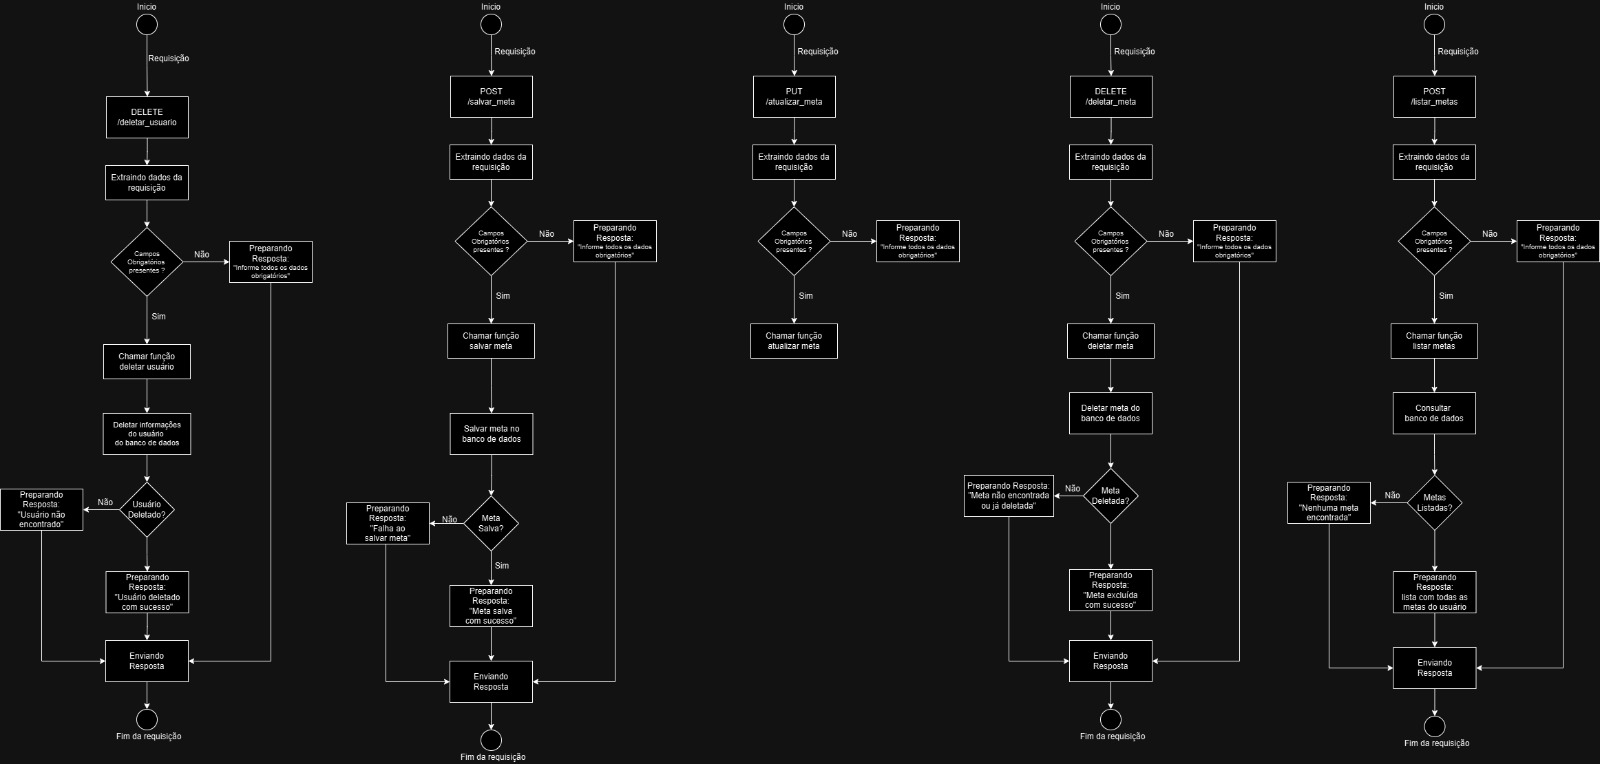 Inicio
Requisição
DELETE
/deletar_usuario
Extraindo dados da
requisição
Campos
Obrigatórios
presentes ?
Não
Preparando
Resposta:
"Informe todos os dados
obrigatórios"
Sim
Chamar função
deletar usuário
Deletar informações
do usuário
do banco de dados
Usuário
Deletado?
Não
Preparando
Resposta:
"Usuário não
encontrado"
Preparando
Resposta:
"Usuário deletado
com sucesso"
Enviando
Resposta
Fim da requisição
Inicio
Requisição
POST
/salvar_meta
Extraindo dados da
requisição
Campos
Obrigatórios
presentes ?
Não
Preparando
Resposta:
"Informe todos os dados
obrigatórios"
Sim
Chamar função
salvar meta
Salvar meta no
banco de dados
Meta
Salva?
Não
Preparando
Resposta:
"Falha ao
salvar meta"
Sim
Preparando
Resposta:
"Meta salva
com sucesso"
Enviando
Resposta
Fim da requisição
Inicio
Requisição
PUT
/atualizar_meta
Extraindo dados da
requisição
Campos
Obrigatórios
presentes ?
Não
Preparando
Resposta:
"Informe todos os dados
obrigatórios"
Sim
Chamar função
atualizar meta
Inicio
Requisição
DELETE
/deletar_meta
Extraindo dados da
requisição
Campos
Obrigatórios
presentes ?
Não
Preparando
Resposta:
"Informe todos os dados
obrigatórios"
Sim
Chamar função
deletar meta
Deletar meta do
banco de dados
Meta
Deletada?
Não
Preparando Resposta:
"Meta não encontrada
ou já deletada"
Preparando
Resposta:
"Meta excluída
com sucesso"
Enviando
Resposta
Fim da requisição
Inicio
Requisição
POST
/listar_metas
Extraindo dados da
requisição
Campos
Obrigatórios
presentes ?
Não
Preparando
Resposta:
"Informe todos os dados
obrigatórios"
Sim
Chamar função
listar metas
Consultar
banco de dados
Metas
Listadas?
Não
Preparando
Resposta:
"Nenhuma meta
encontrada"
Preparando
Resposta:
lista com todas as
metas do usuário
Enviando
Resposta
Fim da requisição